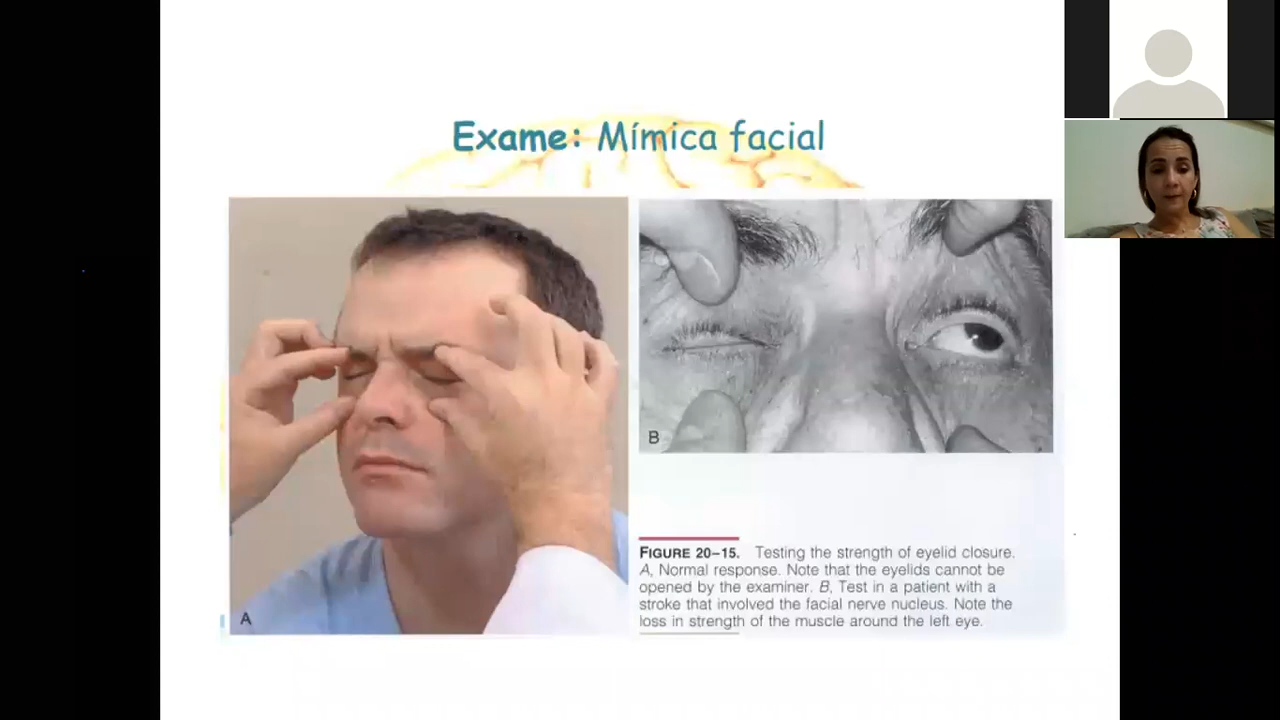 Exame: Mímica facial
A
B
FIGURE 20–15. Testing the strength of eyelid closure.
A, Normal response. Note that the eyelids cannot be
opened by the examiner. B, Test in a patient with a
stroke that involved the facial nerve nucleus. Note the
loss in strength of the muscle around the left eye.